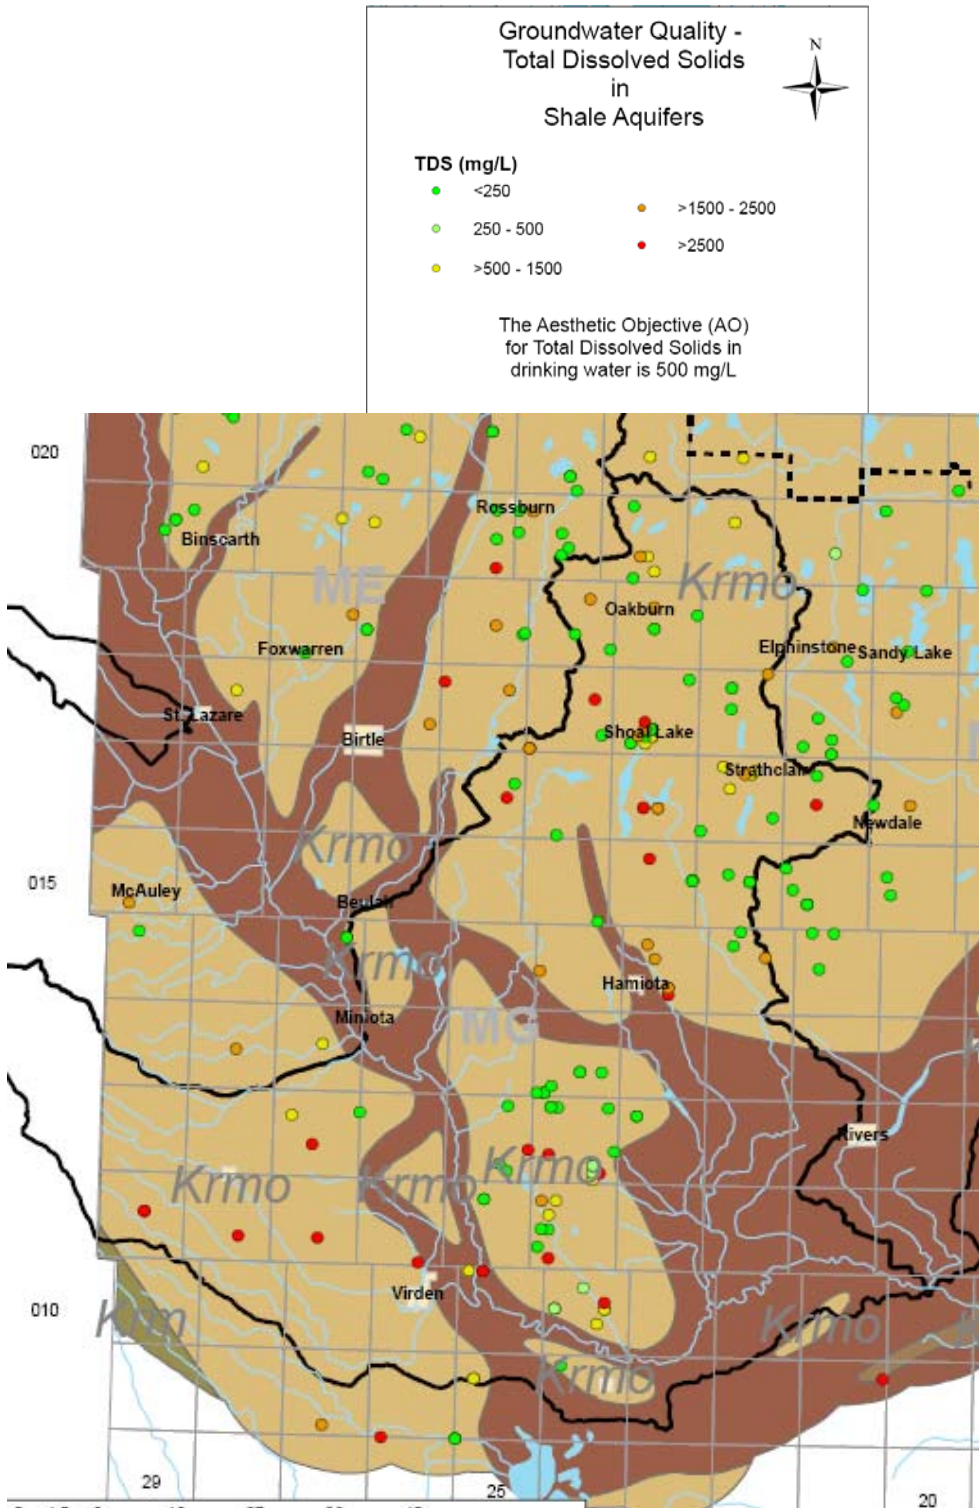 Groundwater Quality -
Total Dissolved Solids
in
Shale Aquifers
N
TDS (mg/L)
<250
>1500 - 2500
250 - 500
>2500
>500 - 1500
The Aesthetic Objective (AO)
for Total Dissolved Solids in
drinking water is 500 mg/L
020
Rossburn
Binscarth
ME
Krmo
Oakburn
Foxwarren
Elphinstone
Sandy Lake
St. Lazare
Birtle
Shoal Lake
Strathclair
Newdale
Krmo
015
McAuley
Beulah
Krmo
Hamiota
Miniota
MC
Rivers
Krmo
Krmo
Krmo
Virden
010
Krm
Krmo
Krmo
29
25
20